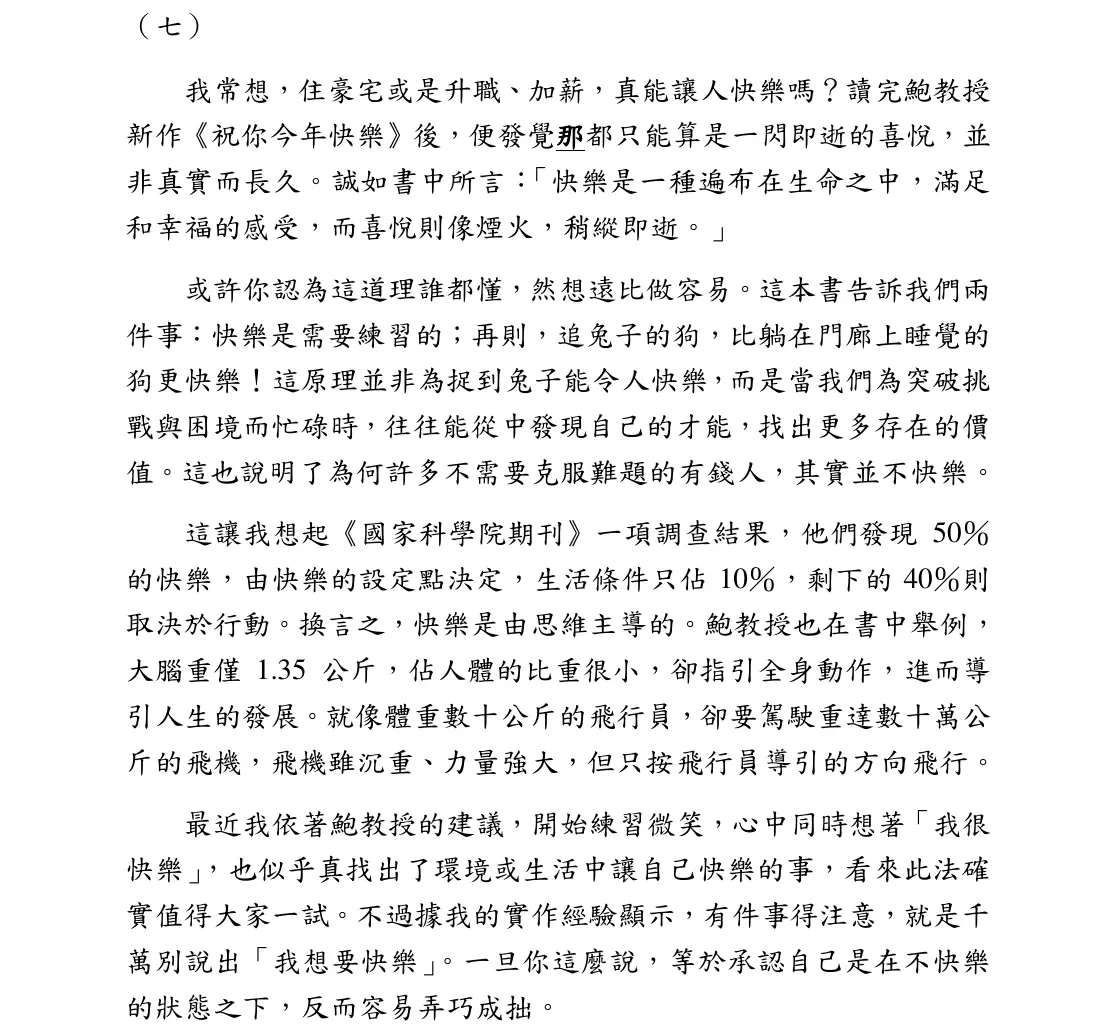 （七）
我常想，住豪宅或是升職、加薪，真能讓人快樂嗎？讀完鮑教授
新作《祝你今年快樂》後，便發覺那都只能算是一閃即逝的喜悅，並
非真實而長久。誠如書中所言：「快樂是一種遍布在生命之中，滿足
和幸福的感受，而喜悅則像煙火，稍縱即逝。」
或許你認為這道理誰都懂，然想遠比做容易。這本書告訴我們兩
件事：快樂是需要練習的；再則，追兔子的狗，比躺在門廊上睡覺的
狗更快樂！這原理並非為捉到兔子能令人快樂，而是當我們為突破挑
戰與困境而忙碌時，往往能從中發現自己的才能，找出更多存在的價
值。這也說明了為何許多不需要克服難題的有錢人，其實並不快樂。
這讓我想起《國家科學院期刊》一項調查結果，他們發現 50%
的快樂，由快樂的設定點決定，生活條件只佔 10%，剩下的 40%則
取決於行動。換言之，快樂是由思維主導的。鮑教授也在書中舉例，
大腦重僅 1.35 公斤，佔人體的比重很小，卻指引全身動作，進而導
引人生的發展。就像體重數十公斤的飛行員，卻要駕駛重達數十萬公
斤的飛機，飛機雖沉重、力量強大，但只按飛行員導引的方向飛行。
最近我依著鮑教授的建議，開始練習微笑，心中同時想著「我很
快樂」，也似乎真找出了環境或生活中讓自己快樂的事，看來此法確
實值得大家一試。不過據我的實作經驗顯示，有件事得注意，就是千
萬別說出「我想要快樂」。一旦你這麼說，等於承認自己是在不快樂
的狀態之下，反而容易弄巧成拙。